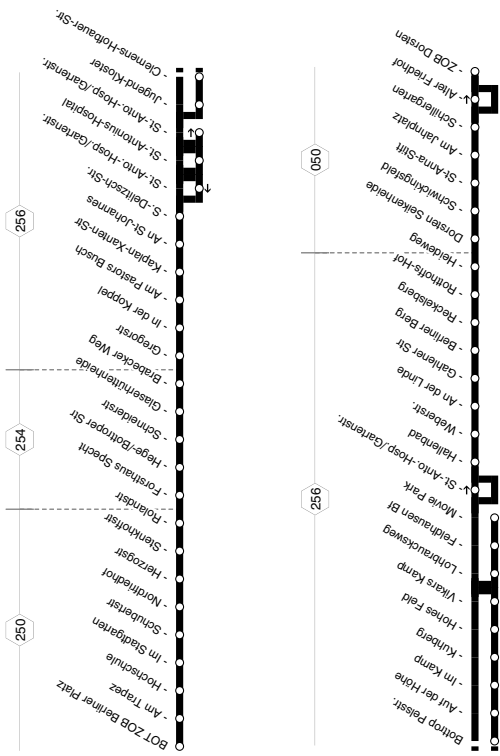 250
254
256
BOT ZOB Berliner Platz
- Am Trapez
- Hochschule
- Im Stadtgarten
- Schubertstr
- Nordfriedhof
- Herzogstr
- Stenkhoffstr
- Rolandstr
- Forsthaus Specht
- Hege-/Bottroper Str
- Schneiderstr
- Glaserhüttenheide
- Brabecker Weg
- Gregorstr
- In der Koppel
- Am Pastors Busch
- Kaplan-Xanten-Str
- An St-Johannes
- S.-Delitzsch-Str.
- St.-Anto.-Hosp./Gartenstr.
- St.-Antonius-Hospital
- St.-Anto.-Hosp./Gartenstr.
- Jugend-Kloster
- Clemens-Hofbauer-Str.
256
050
Bottrop Pelsstr.
- Auf der Höhe
- Im Kamp
- Kuhberg
- Hohes Feld
- Vikars Kamp
- Lohbraucksweg
- Feldhausen Bf
- Movie Park
- St.-Anto.-Hosp./Gartenstr.
- Hallenbad
- Weberstr.
- An der Linde
- Gahlener Str
- Berliner Berg
- Reckelsberg
- Rotthoffs-Hof
- Heideweg
Dorsten Selkenheide
- Schwickingsfeld
- St-Anna-Stift
- Am Jahnplatz
- Schillergarten
- Alter Friedhof
- ZOB Dorsten